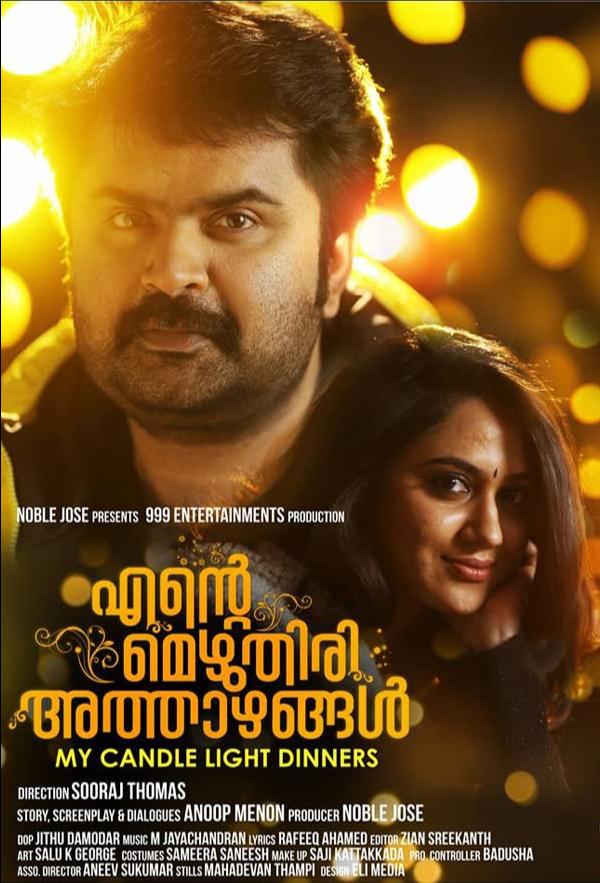 NOBLE JOSE PRESENTS 999 ENTERTAINMENTS PRODUCTION
എന്റെ
മെഴുതിരി
അത്താഴങ്ങൾ
MY CANDLE LIGHT DINNERS
DIRECTION SOORAJ THOMAS
STORY, SCREENPLAY & DIALOGUES ANOOP MENON PRODUCER NOBLE JOSE
DOP JITHU DAMODAR MUSIC M JAYACHANDRAN LYRICS RAFEEQ AHAMED EDITOR ZIAN SREEKANTH
ART SALU K GEORGE COSTUMES SAMEERA SANEESH MAKE UP SAJI KATTAKKADA PRO. CONTROLLER BADUSHA
ASSO. DIRECTOR ANEEV SUKUMAR STILLS MAHADEVAN THAMPI DESIGN ELI MEDIA